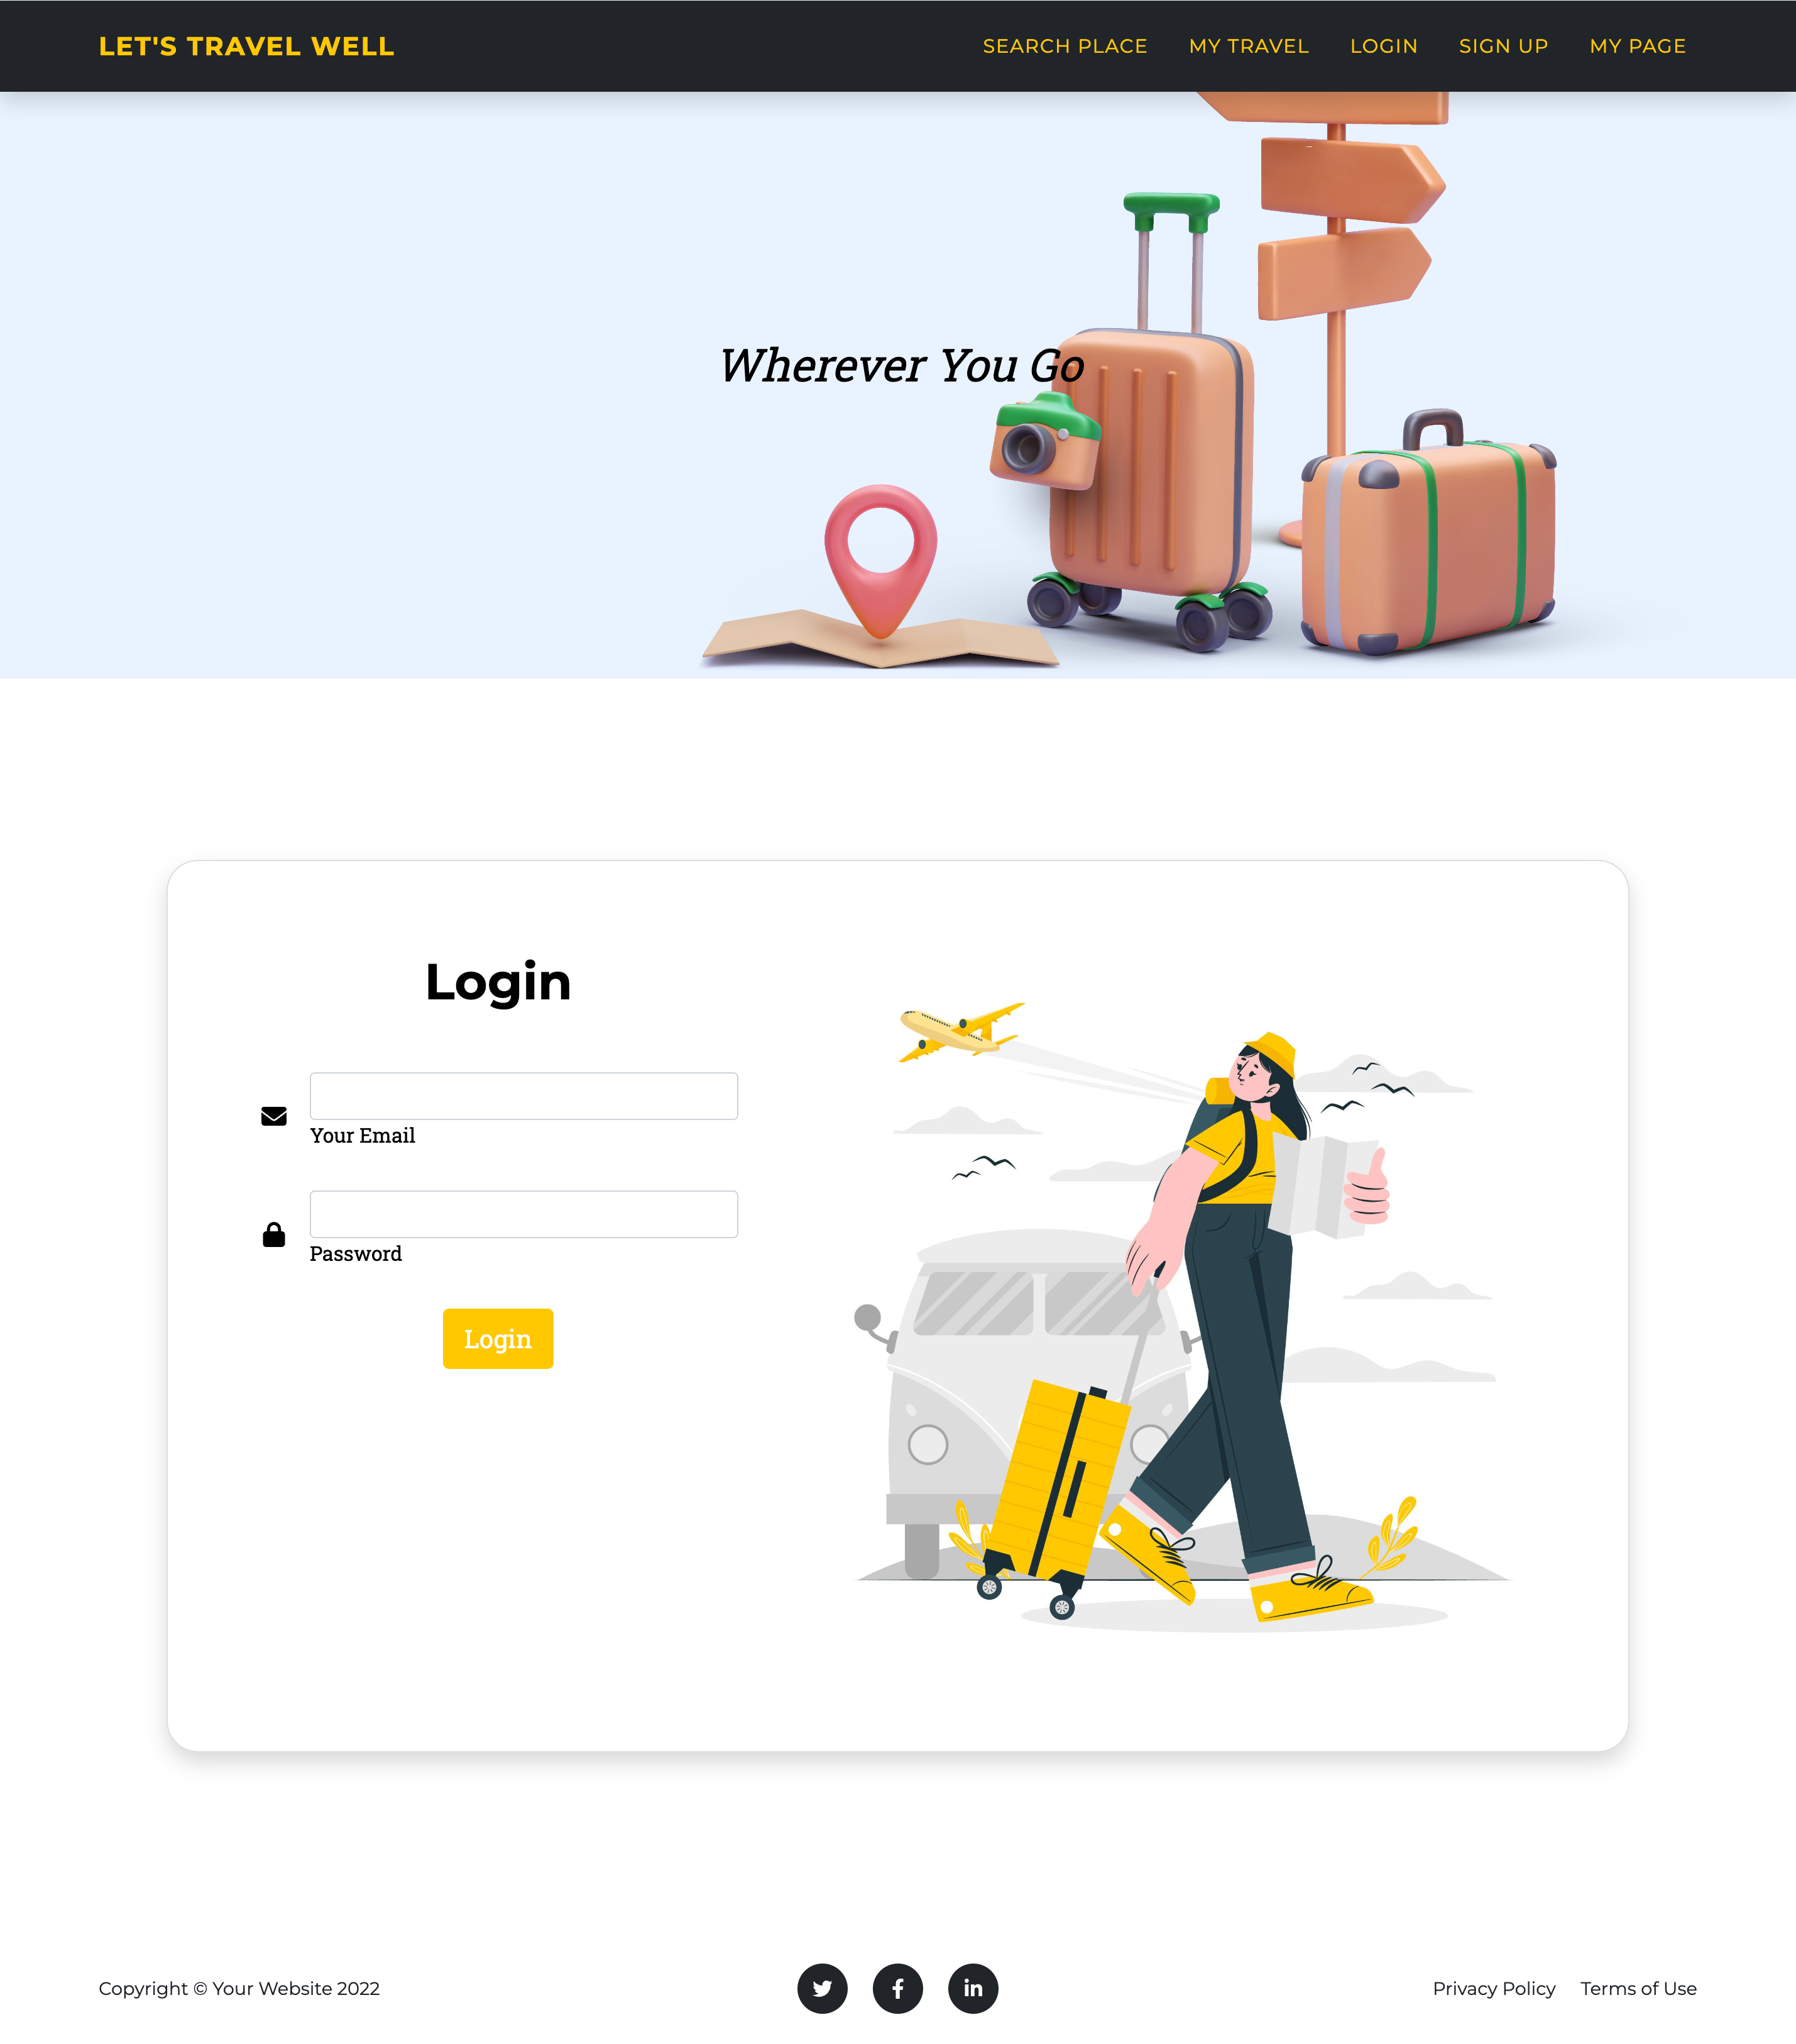 LET'S TRAVEL WELL
SEARCH PLACE MY TRAVEL LOGIN SIGN UP MY PAGE
Wherever You Go
Login
Your Email
Password
Login
Copyright © Your Website 2022
Privacy Policy Terms of Use